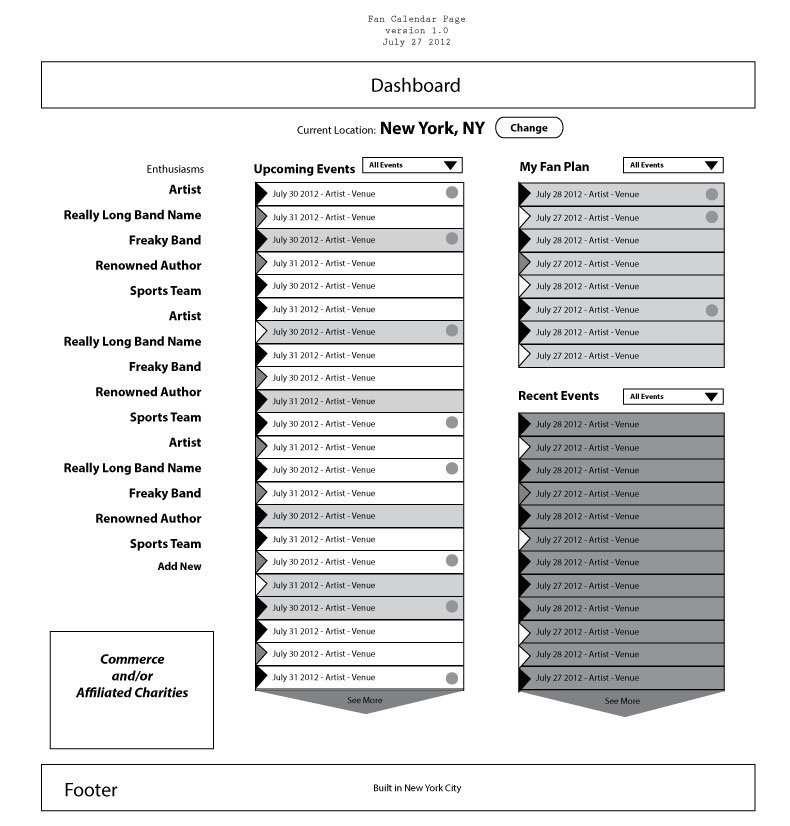 Fan Calendar Page
version 1.0
July 27 2012
Dashboard
Current Location: New York, NY
Change
Enthusiasms
Artist
Really Long Band Name
Freaky Band
Renowned Author
Sports Team
Artist
Really Long Band Name
Freaky Band
Renowned Author
Sports Team
Artist
Really Long Band Name
Freaky Band
Renowned Author
Sports Team
Add New
Commerce
and/or
Affiliated Charities
Upcoming Events
All Events
July 30 2012 - Artist - Venue
July 31 2012 - Artist - Venue
July 30 2012 - Artist - Venue
July 31 2012 - Artist - Venue
July 30 2012 - Artist - Venue
July 31 2012 - Artist - Venue
July 30 2012 - Artist - Venue
July 31 2012 - Artist - Venue
July 30 2012 - Artist - Venue
July 31 2012 - Artist - Venue
July 30 2012 - Artist - Venue
July 31 2012 - Artist - Venue
July 30 2012 - Artist - Venue
July 31 2012 - Artist - Venue
July 30 2012 - Artist - Venue
July 31 2012 - Artist - Venue
July 30 2012 - Artist - Venue
July 31 2012 - Artist - Venue
July 30 2012 - Artist - Venue
July 31 2012 - Artist - Venue
July 30 2012 - Artist - Venue
July 31 2012 - Artist - Venue
See More
My Fan Plan
All Events
July 28 2012 - Artist - Venue
July 27 2012 - Artist - Venue
July 28 2012 - Artist - Venue
July 27 2012 - Artist - Venue
July 28 2012 - Artist - Venue
July 27 2012 - Artist - Venue
July 28 2012 - Artist - Venue
July 27 2012 - Artist - Venue
Recent Events
All Events
July 28 2012 - Artist - Venue
July 27 2012 - Artist - Venue
July 28 2012 - Artist - Venue
July 27 2012 - Artist - Venue
July 28 2012 - Artist - Venue
July 27 2012 - Artist - Venue
July 28 2012 - Artist - Venue
July 27 2012 - Artist - Venue
July 28 2012 - Artist - Venue
July 27 2012 - Artist - Venue
July 28 2012 - Artist - Venue
July 27 2012 - Artist - Venue
See More
Footer
Built in New York City